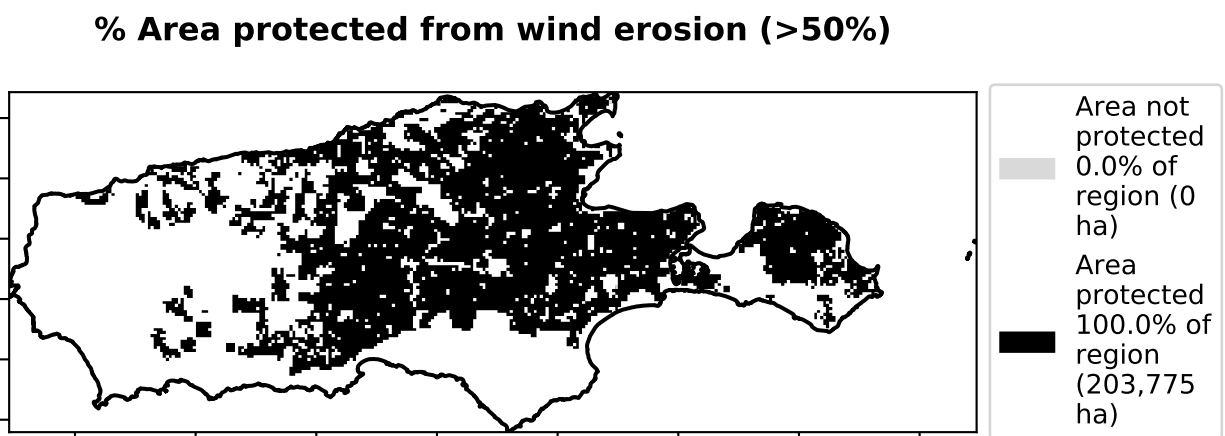 % Area protected from wind erosion (>50%)
Area not
protected
0.0% of
region (0
ha)
Area
protected
100.0% of
region
(203,775
ha)